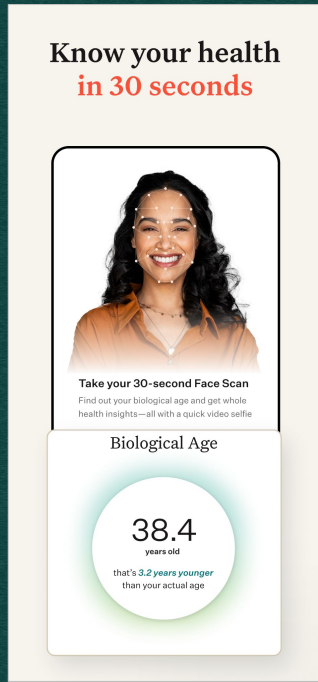 Know your health
in 30 seconds
Take your 30-second Face Scan
Find out your biological age and get whole
health insights—all with a quick video selfie
Biological Age
38.4
years old
that's 3.2 years younger
than your actual age